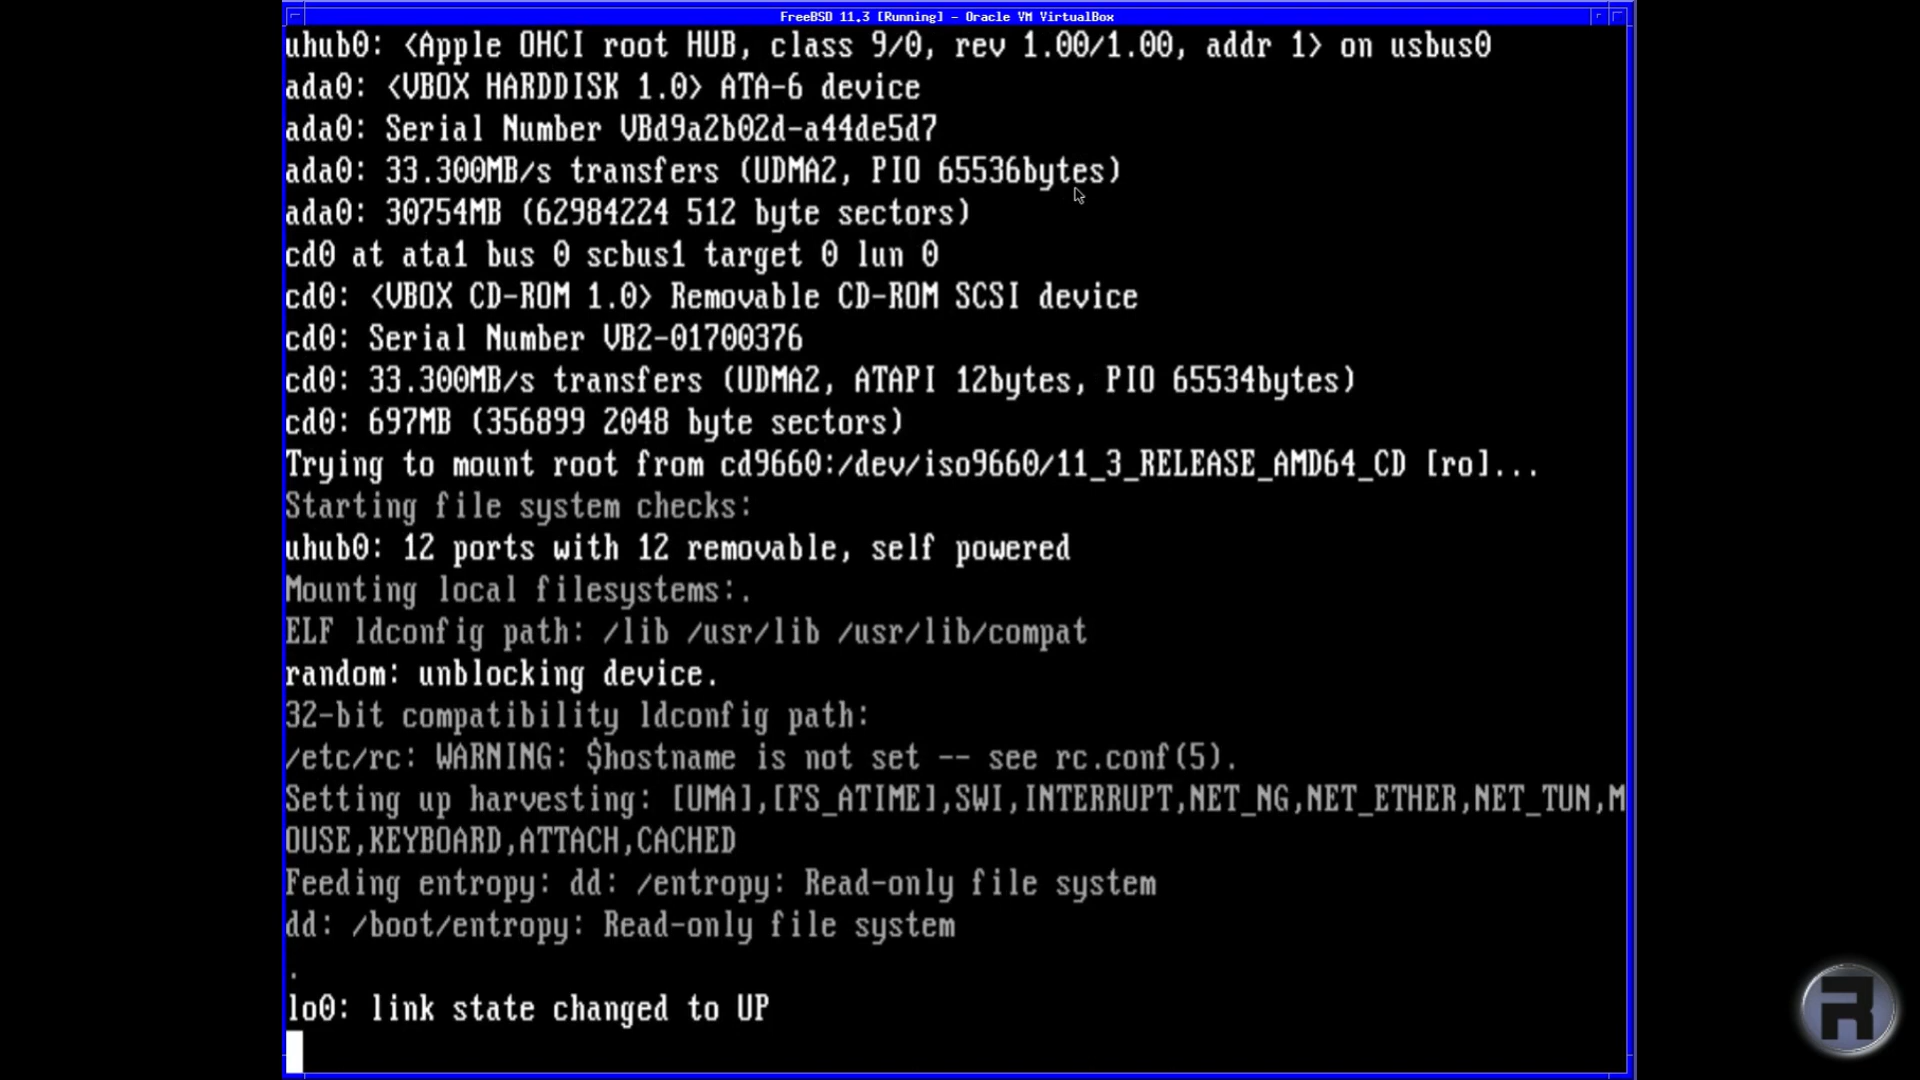 FreeBSD 11.3 [Running] - Oracle VM VirtualBox
uhub0: <Apple OHCI root HUB, class 9/0, rev 1.00/1.00, addr 1> on usbus0
ada0: <VBOX HARDDISK 1.0> ATA-6 device
ada0: Serial Number VBd9a2b02d-a44de5d7
ada0: 33.300MB/s transfers (UDMA2, PIO 65536bytes)
ada0: 30754MB (62984224 512 byte sectors)
cd0 at ata1 bus 0 scbus1 target 0 lun 0
cd0: <VBOX CD-ROM 1.0> Removable CD-ROM SCSI device
cd0: Serial Number VB2-01700376
cd0: 33.300MB/s transfers (UDMA2, ATAPI 12bytes, PIO 65534bytes)
cd0: 697MB (356899 2048 byte sectors)
Trying to mount root from cd9660:/dev/iso9660/11_3_RELEASE_AMD64_CD [ro]...
Starting file system checks:
uhub0: 12 ports with 12 removable, self powered
Mounting local filesystems:.
ELF ldconfig path: /lib /usr/lib /usr/lib/compat
random: unblocking device.
32-bit compatibility ldconfig path:
/etc/rc: WARNING: $hostname is not set -- see rc.conf(5).
Setting up harvesting: [UMA],[FS_ATIME],SWI,INTERRUPT,NET_NG,NET_ETHER,NET_TUN,M
OUSE,KEYBOARD,ATTACH,CACHED
Feeding entropy: dd: /entropy: Read-only file system
dd: /boot/entropy: Read-only file system
.
lo0: link state changed to UP
R